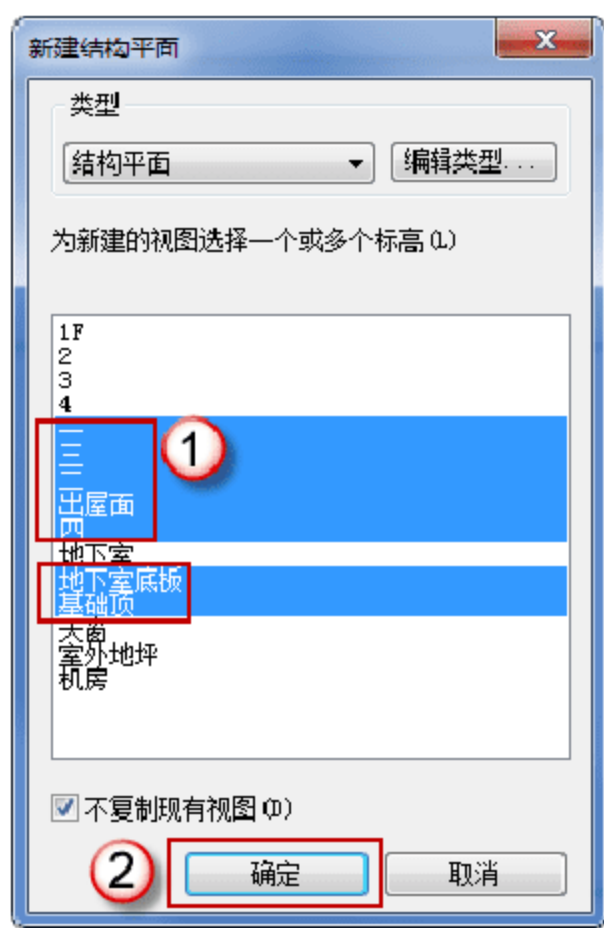 新建结构平面
类型
结构平面
编辑类型...
为新建的视图选择一个或多个标高(L)
1F
2
3
4
一
三
二
出屋面
四
①
地下室
地下室底板
基础顶
天窗
室外地坪
机房
不复制现有视图(D)
②
确定
取消